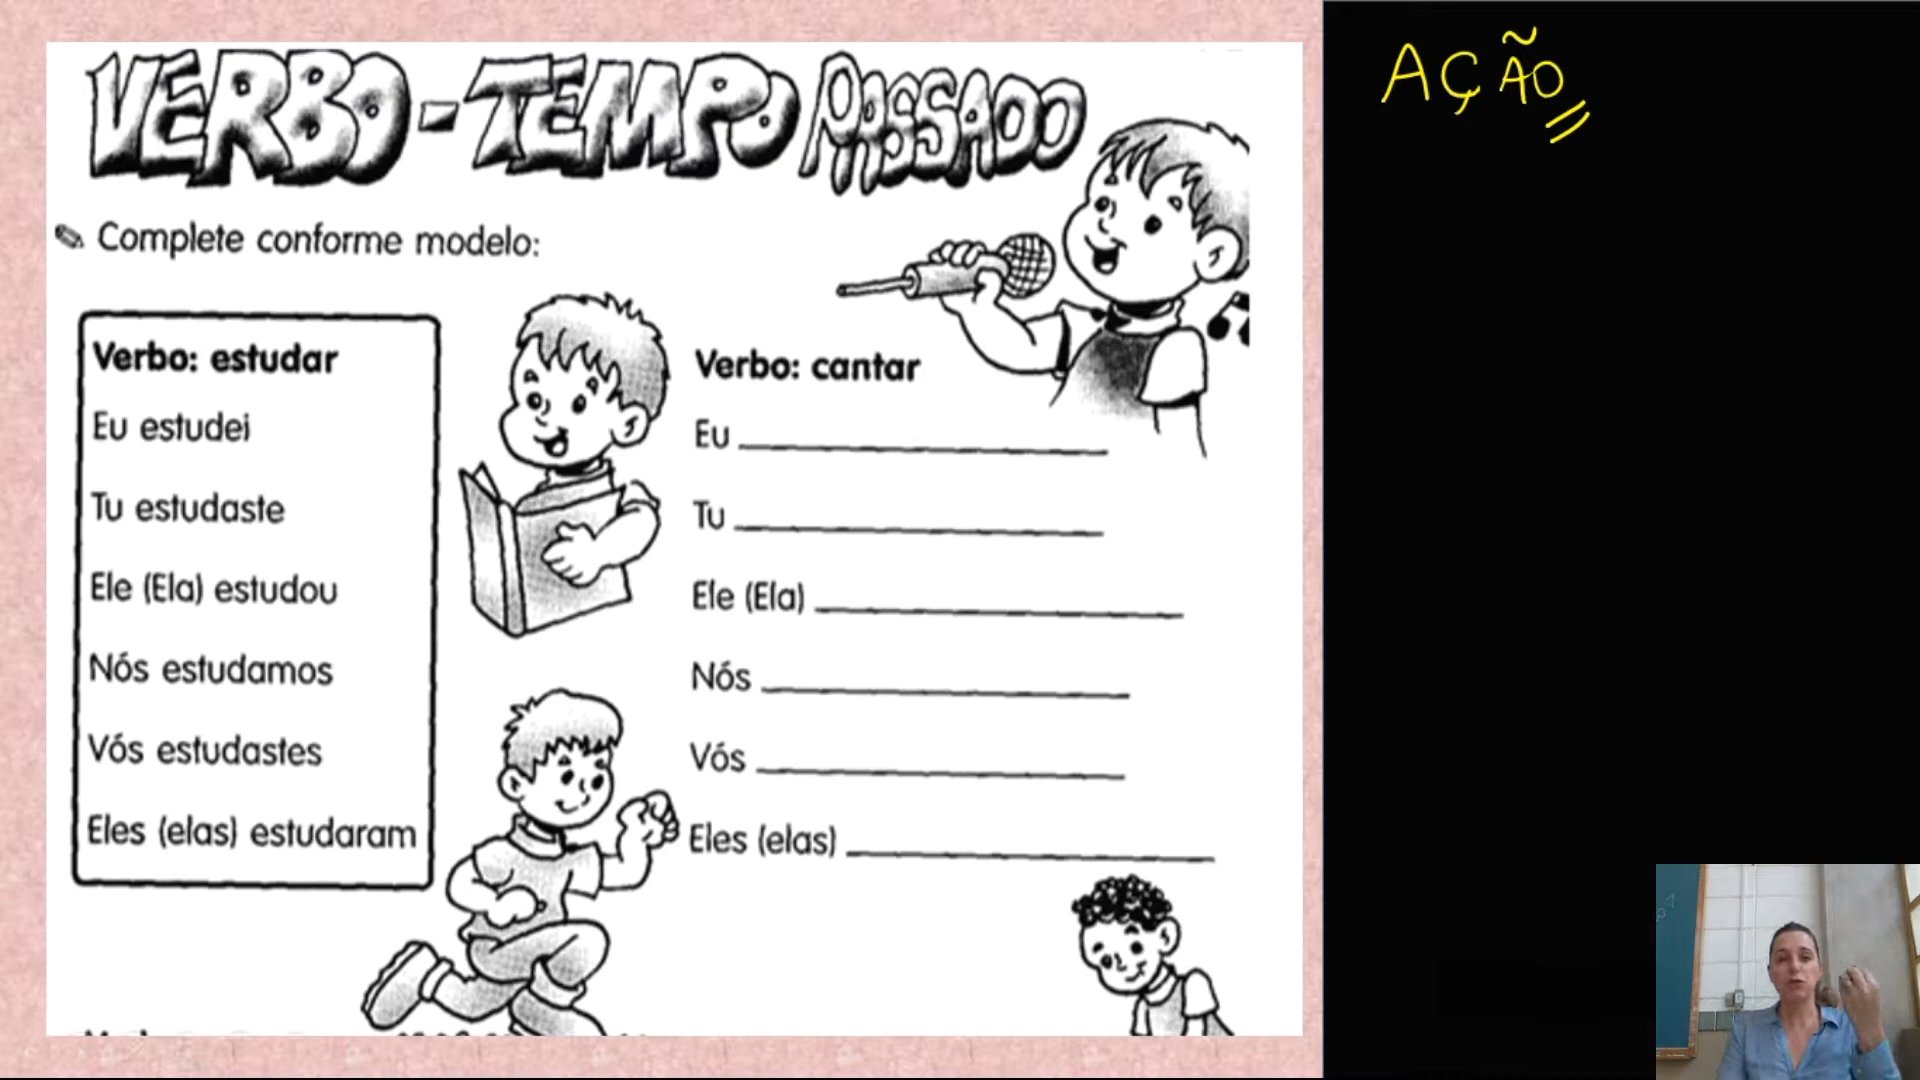 VERBO - TEMPO PASSADO
Complete conforme modelo:
Verbo: estudar
Eu estudei
Tu estudaste
Ele (Ela) estudou
Nós estudamos
Vós estudastes
Eles (elas) estudaram
Verbo: cantar
Eu
Tu
Ele (Ela)
Nós
Vós
Eles (elas)
AÇÃO